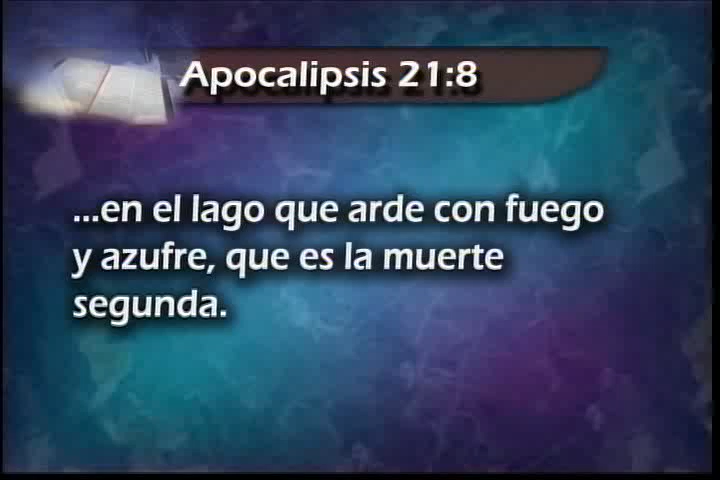 Apocalipsis 21:8
...en el lago que arde con fuego
y azufre, que es la muerte
segunda.